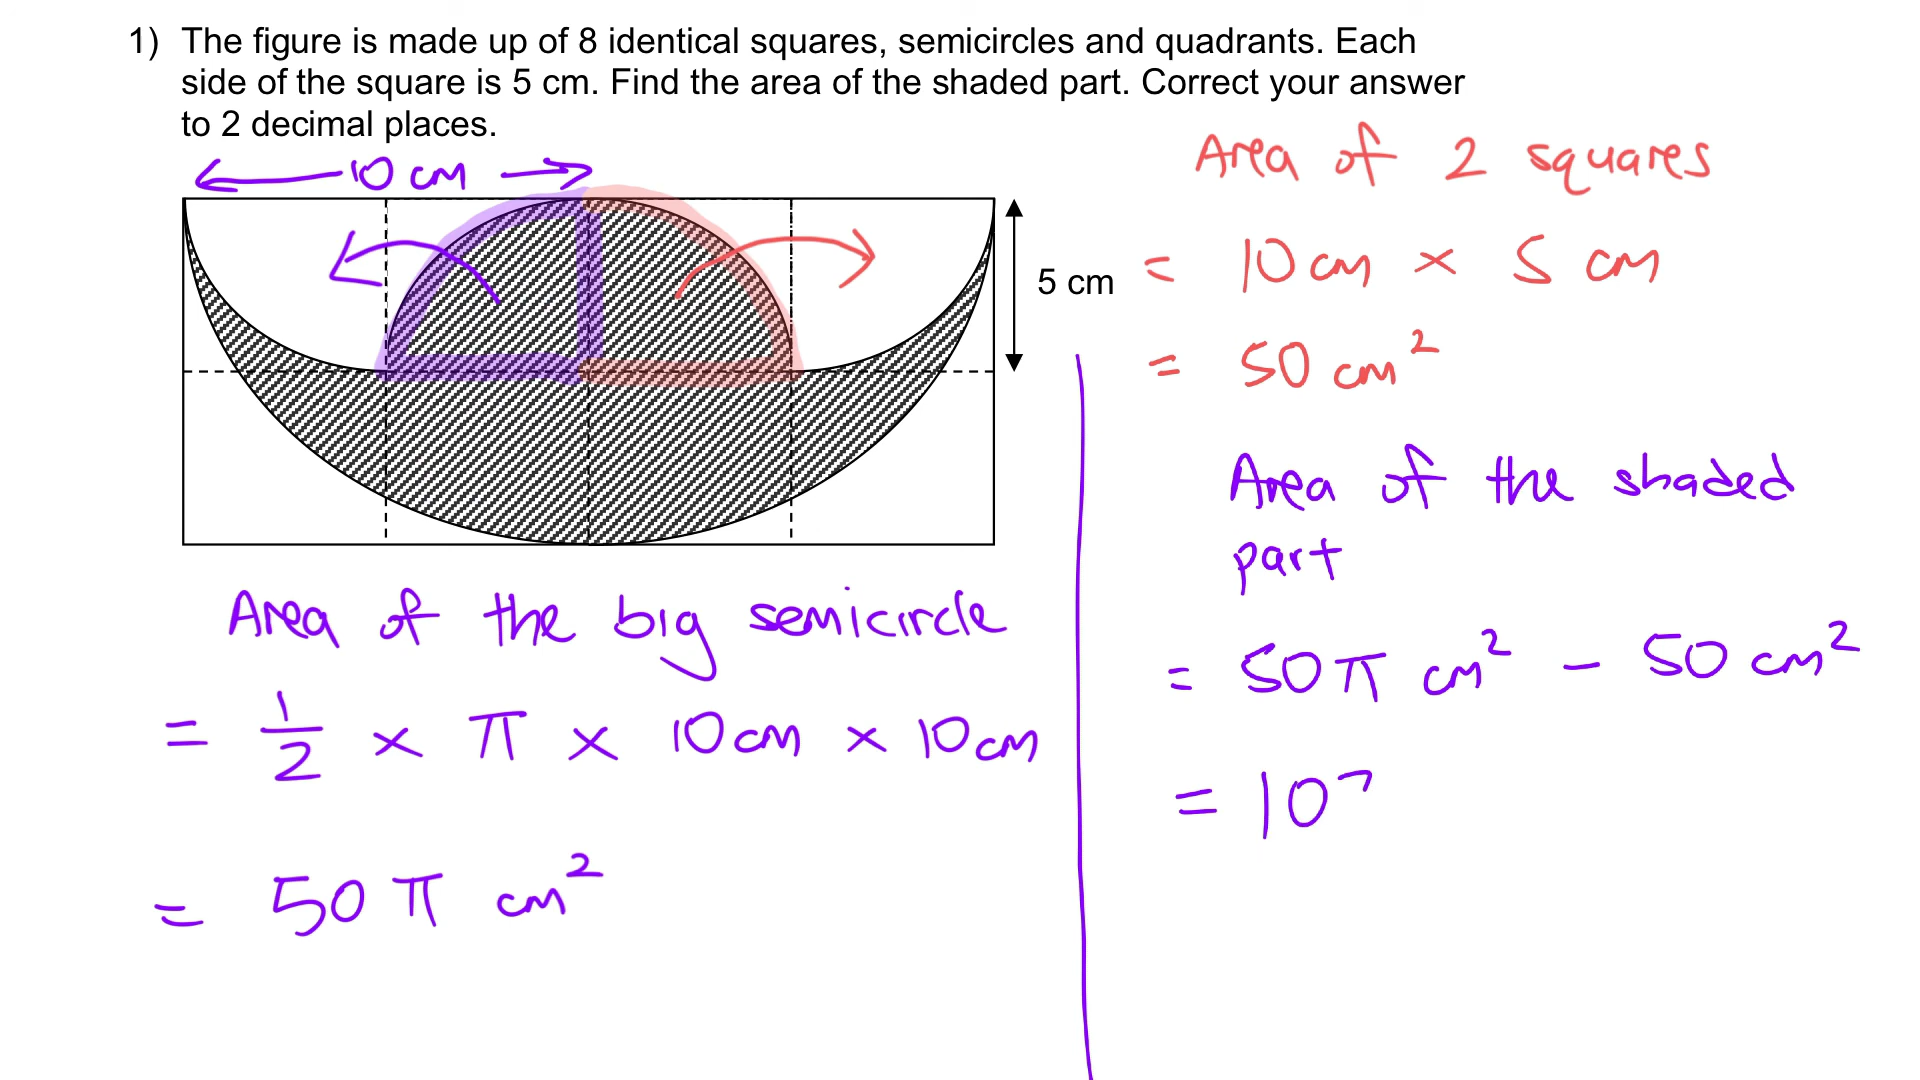 1) The figure is made up of 8 identical squares, semicircles and quadrants. Each
side of the square is 5 cm. Find the area of the shaded part. Correct your answer
to 2 decimal places.
10 cm
5 cm
Area of the big semicircle
= 1/2 × π × 10 cm × 10 cm
= 50 π cm²
Area of 2 squares
= 10 cm × 5 cm
= 50 cm²
Area of the shaded
part
= 50 π cm² − 50 cm²
= 10